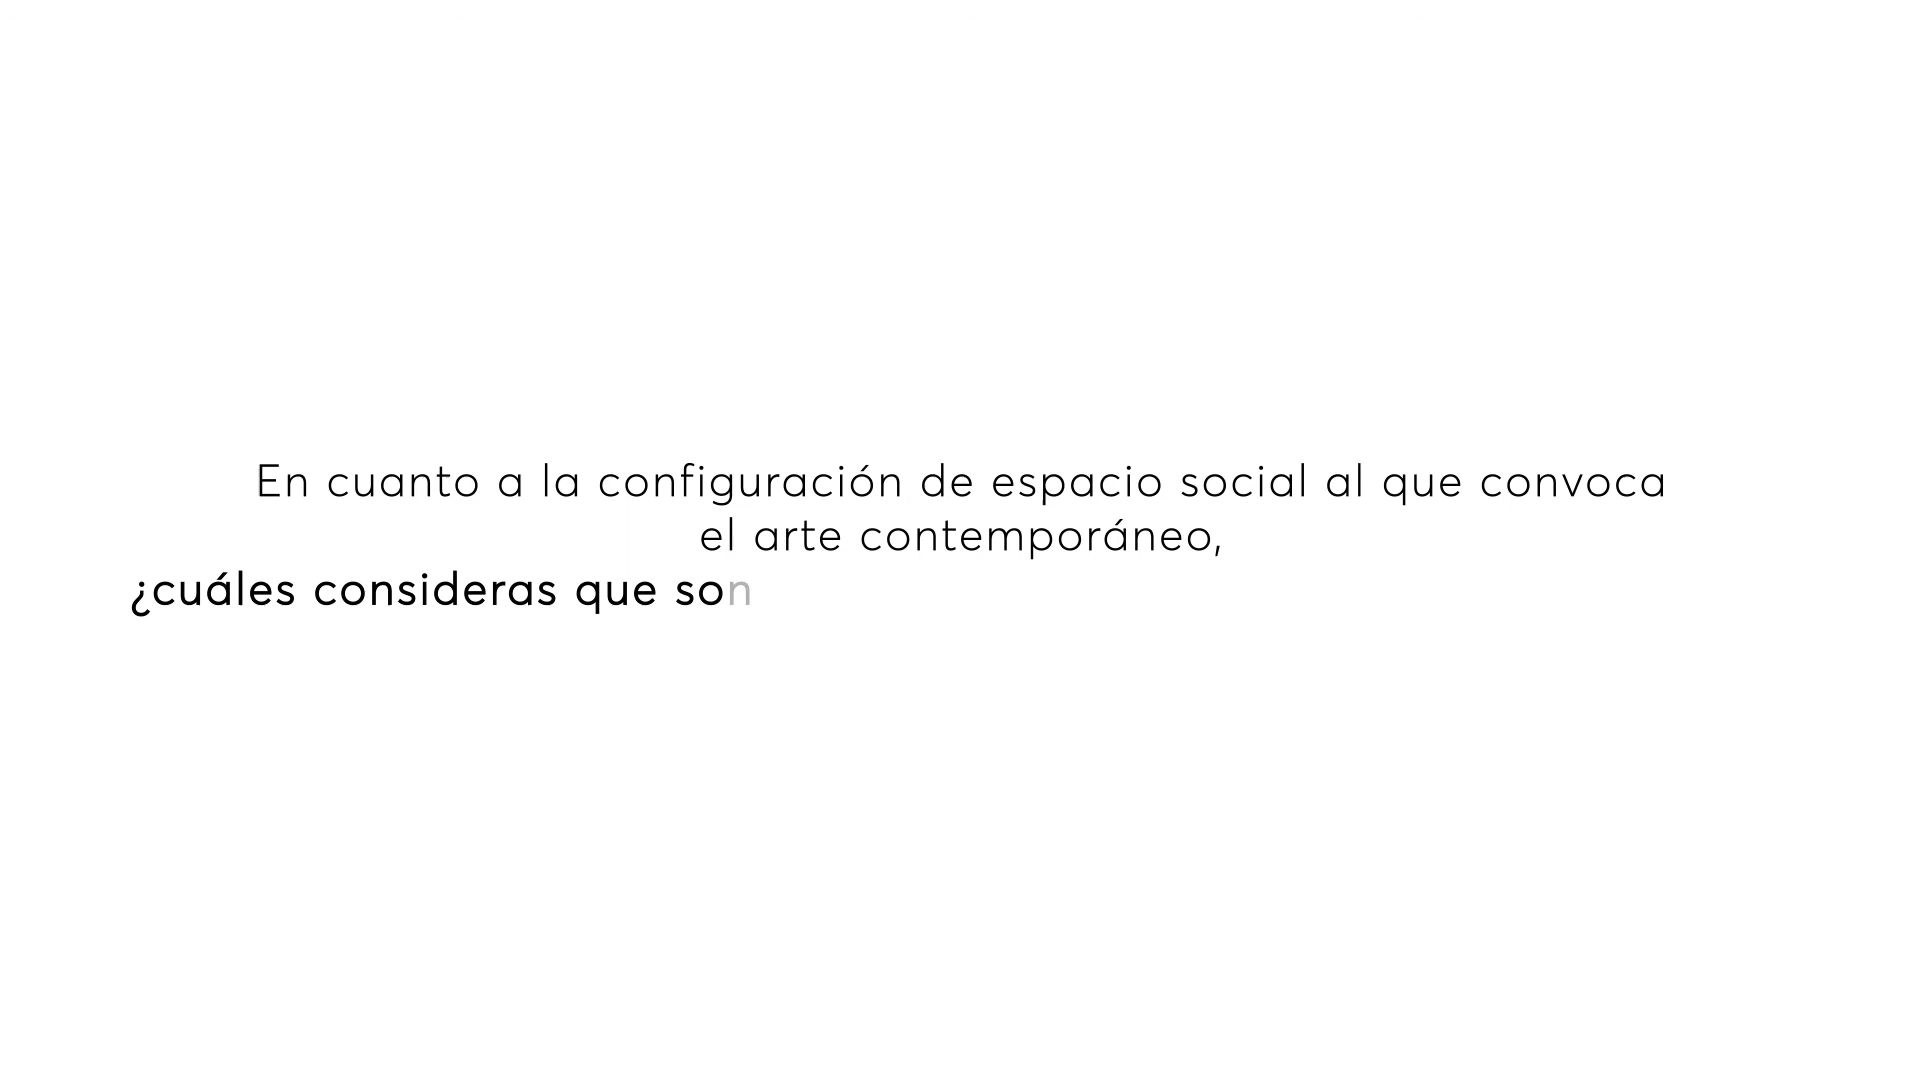 En cuanto a la configuración de espacio social al que convoca
el arte contemporáneo,
¿cuáles consideras que son